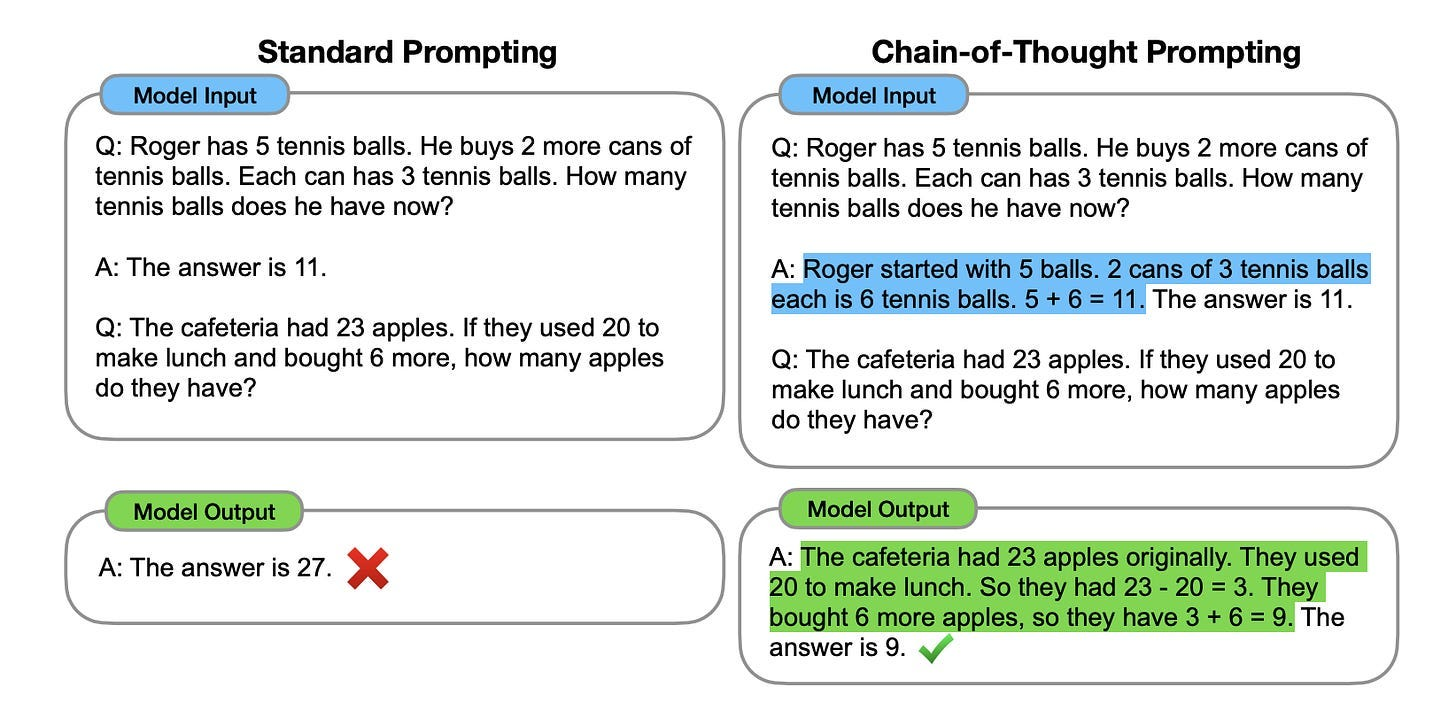 Standard Prompting
Model Input
Q: Roger has 5 tennis balls. He buys 2 more cans of
tennis balls. Each can has 3 tennis balls. How many
tennis balls does he have now?
A: The answer is 11.
Q: The cafeteria had 23 apples. If they used 20 to
make lunch and bought 6 more, how many apples
do they have?
Model Output
A: The answer is 27.
Chain-of-Thought Prompting
Model Input
Q: Roger has 5 tennis balls. He buys 2 more cans of
tennis balls. Each can has 3 tennis balls. How many
tennis balls does he have now?
A: Roger started with 5 balls. 2 cans of 3 tennis balls
each is 6 tennis balls. 5 + 6 = 11. The answer is 11.
Q: The cafeteria had 23 apples. If they used 20 to
make lunch and bought 6 more, how many apples
do they have?
Model Output
A: The cafeteria had 23 apples originally. They used
20 to make lunch. So they had 23 - 20 = 3. They
bought 6 more apples, so they have 3 + 6 = 9. The
answer is 9.